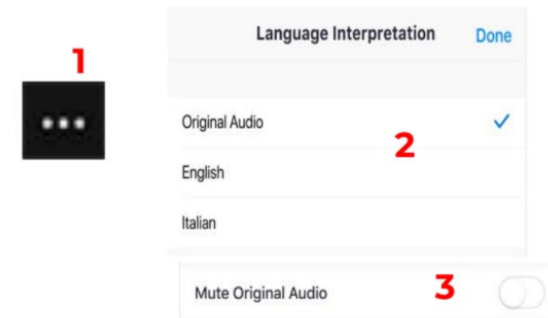 1
...
Language Interpretation Done
Original Audio
2
English
Italian
Mute Original Audio 3